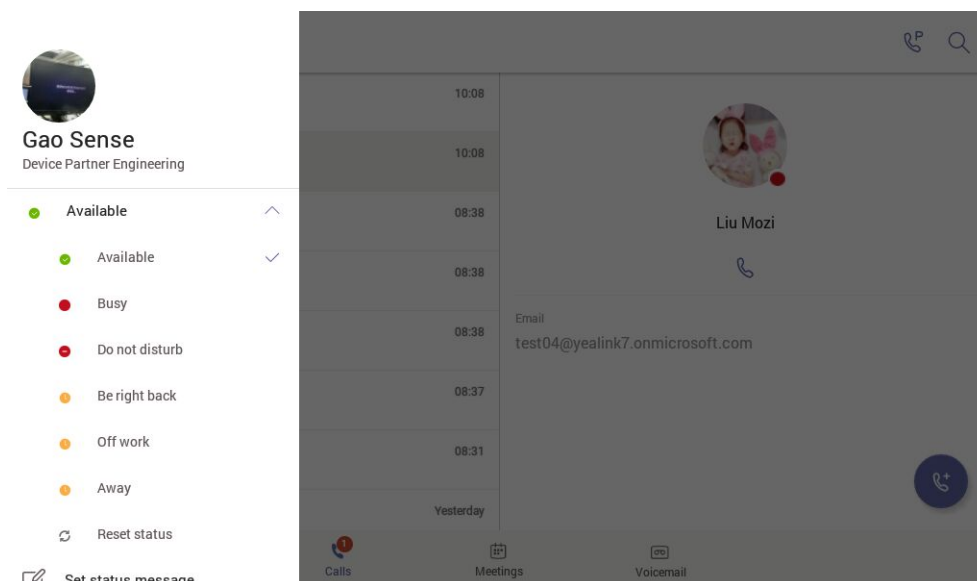 Gao Sense
Device Partner Engineering
Available
Available
Busy
Do not disturb
Be right back
Off work
Away
Reset status
Set status message
P
10:08
10:08
08:38
08:38
08:38
08:37
08:31
Yesterday
Liu Mozi
Email
test04@yealink7.onmicrosoft.com
1
Calls
Meetings
Voicemail